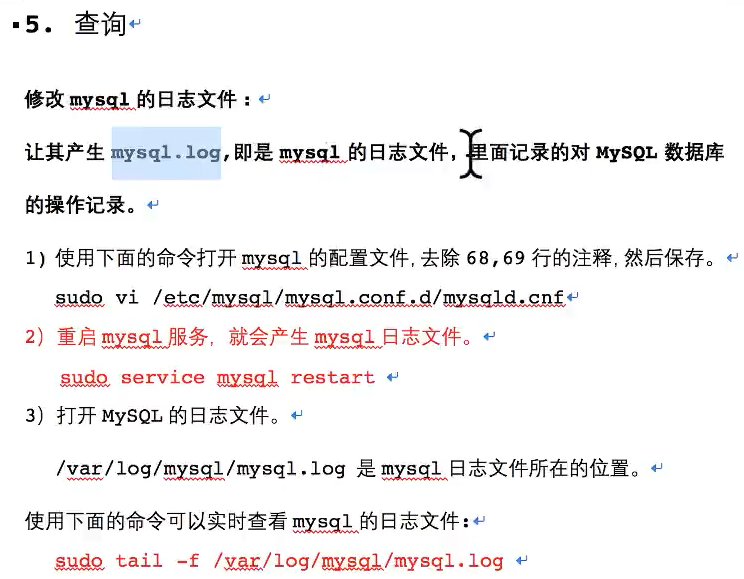 5. 查询
修改 mysql 的日志文件：
让其产生 mysql.log,即是 mysql 的日志文件，里面记录的对 MySQL 数据库
的操作记录。
1) 使用下面的命令打开 mysql 的配置文件,去除 68,69 行的注释,然后保存。
sudo vi /etc/mysql/mysql.conf.d/mysqld.cnf
2) 重启 mysql 服务，就会产生 mysql 日志文件。
sudo service mysql restart
3) 打开 MySQL 的日志文件。
/var/log/mysql/mysql.log 是 mysql 日志文件所在的位置。
使用下面的命令可以实时查看 mysql 的日志文件：
sudo tail -f /var/log/mysql/mysql.log